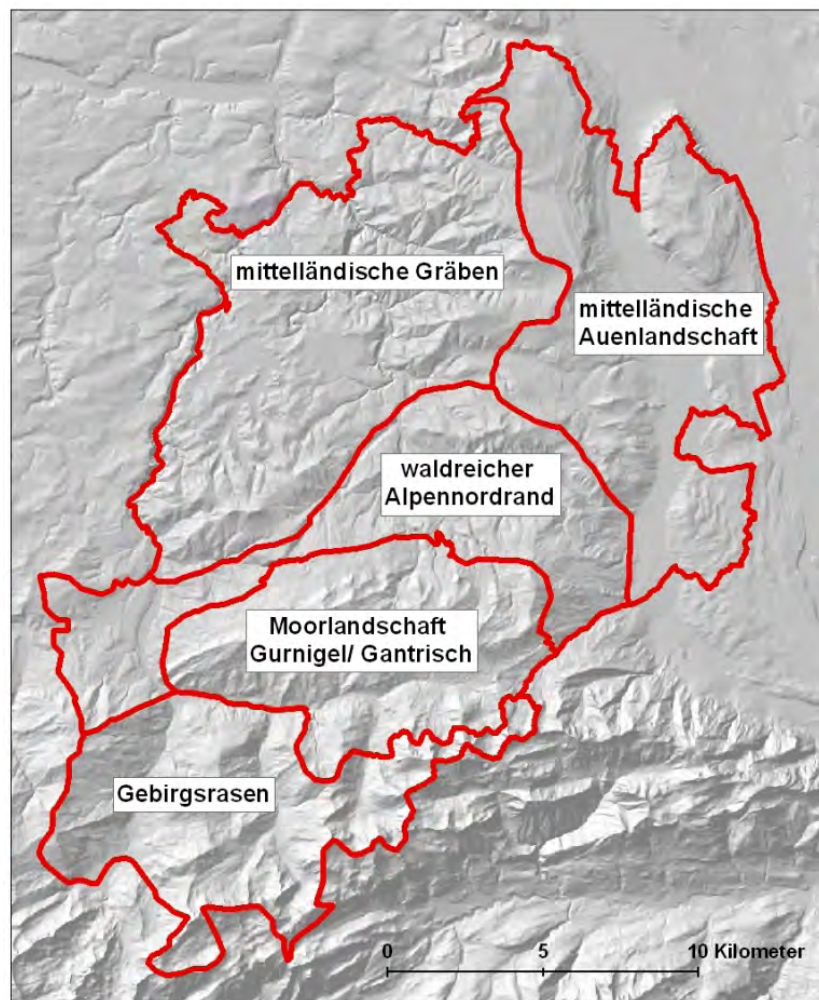 mittelländische Gräben
mittelländische
Auenlandschaft
waldreicher
Alpennordrand
Moorlandschaft
Gurnigel/ Gantrisch
Gebirgsrasen
0 5 10 Kilometer